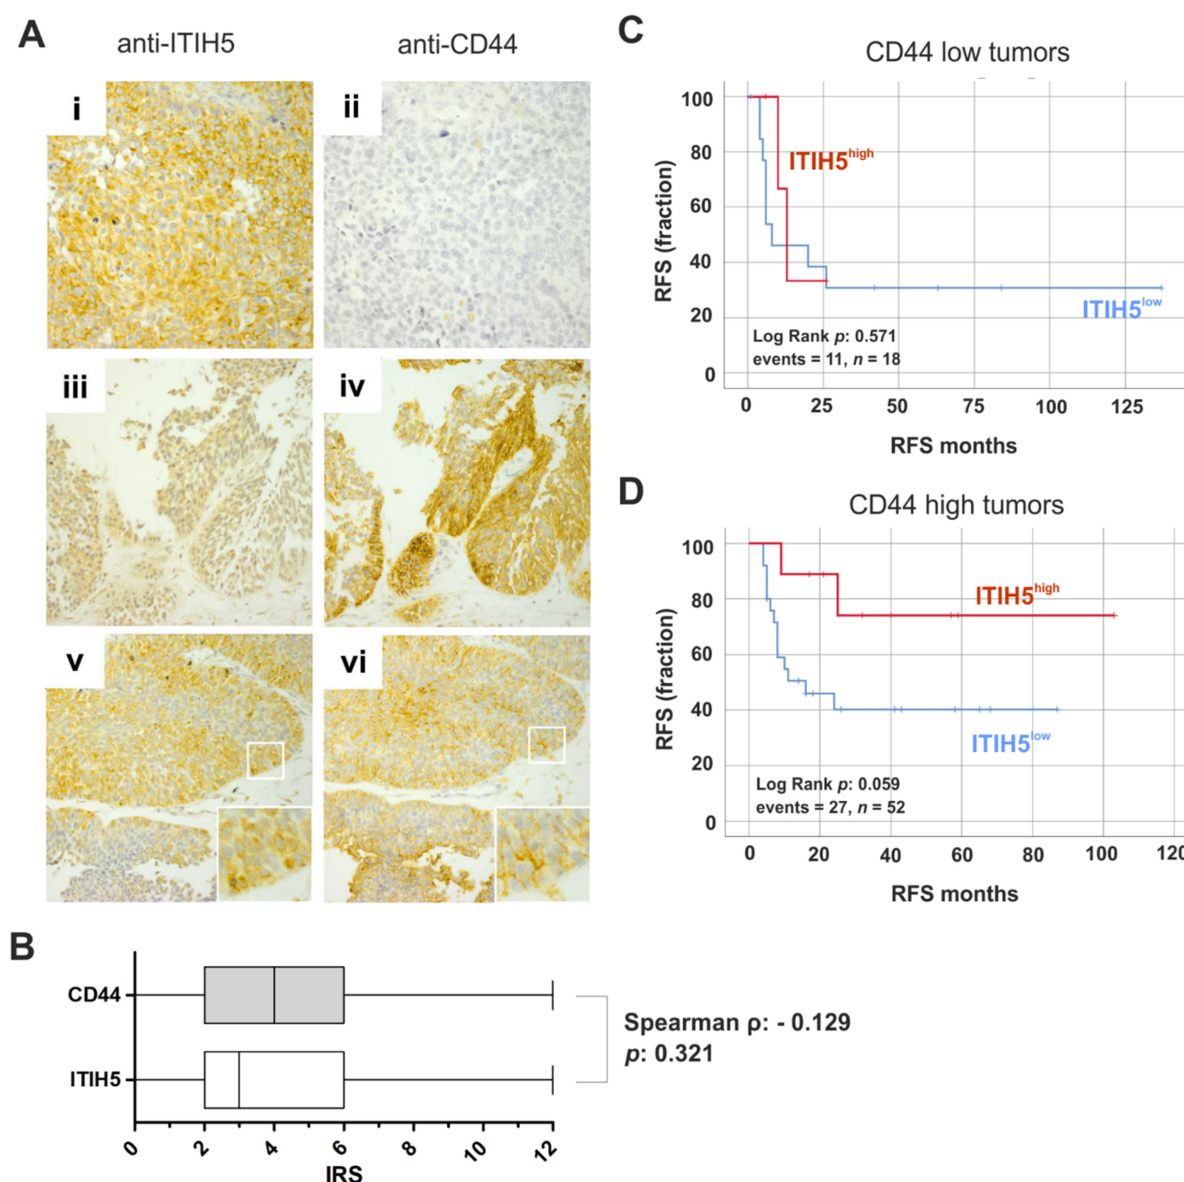 A
anti-ITIH5
anti-CD44
i
ii
iii
iv
v
vi
B
CD44
ITIH5
0 2 4 6 8 10 12
IRS
Spearman ρ: - 0.129
p: 0.321
C
CD44 low tumors
RFS (fraction)
100
80
60
40
20
0
ITIH5high
ITIH5low
Log Rank p: 0.571
events = 11, n = 18
0 25 50 75 100 125
RFS months
D
CD44 high tumors
RFS (fraction)
100
80
60
40
20
0
ITIH5high
ITIH5low
Log Rank p: 0.059
events = 27, n = 52
0 20 40 60 80 100 120
RFS months